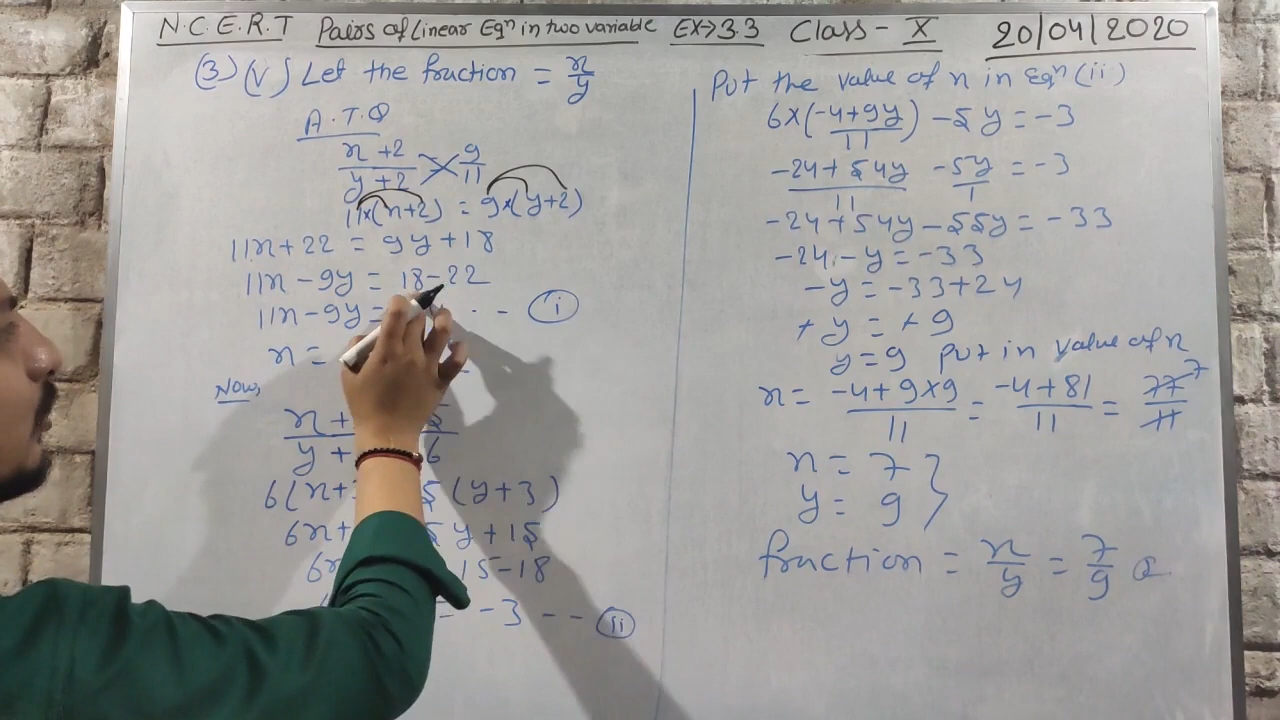 N.C.E.R.T Pairs of Linear Eqn in two variable EX→3.3 Class - X 20/04/2020
(3) (v) Let the fraction = x/y
A.T.Q
x+2/y+2 9/11
11×(x+2) = 9×(y+2)
11x+22 = 9y+18
11x-9y = 18-22
11x-9y = - - (i)
x =
Now,
x+ 5
y+ 6
6(x+3 5(y+3)
6x+ 5y+15
6x 15-18
= -3 -- (ii)
Put the value of x in Eqn (ii)
6×(-4+9y/11) -5y = -3
-24+54y/11 -5y/1 = -3
-24+54y-55y = -33
-24-y = -33
-y = -33+24
+y = +9
y=9 put in value of x
x = -4+9×9/11 = -4+81/11 = 77/11 7
x = 7
y = 9 }
fraction = x/y = 7/9